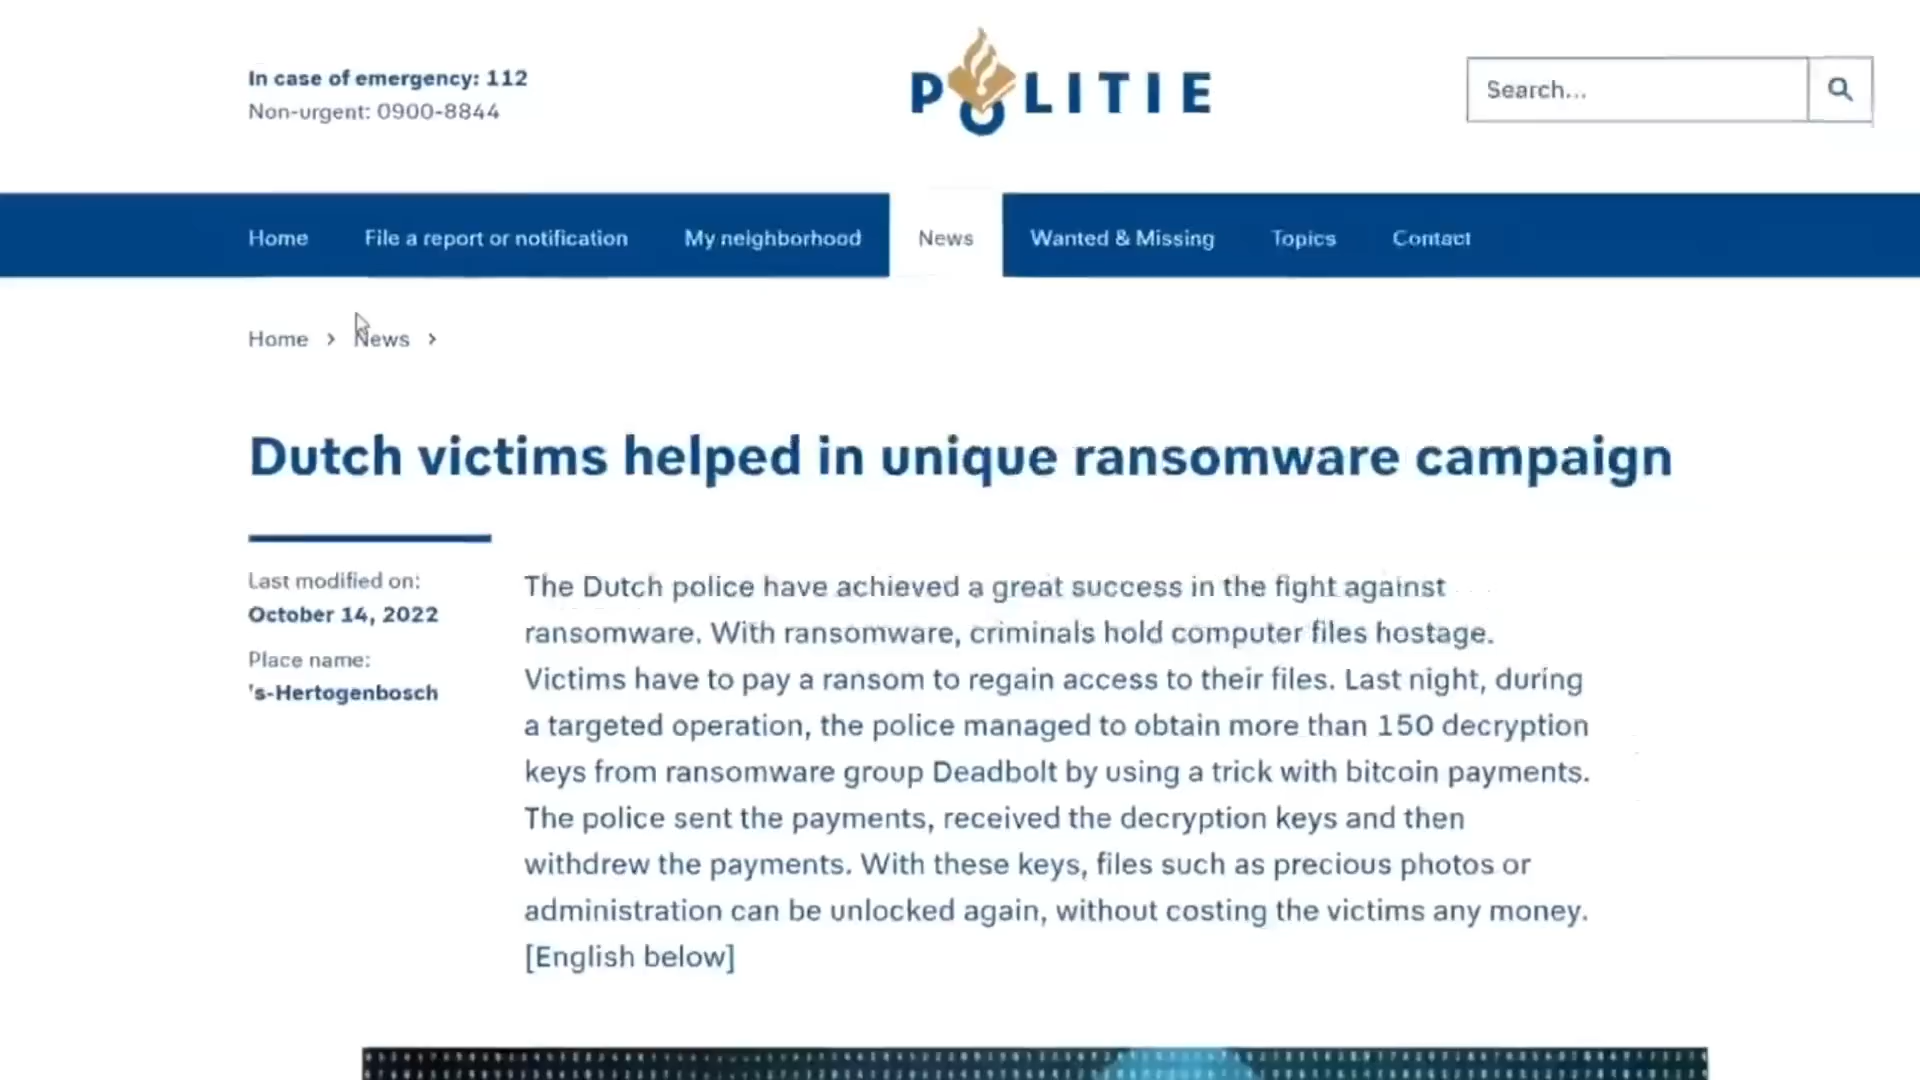 In case of emergency: 112
Non-urgent: 0900-8844
POLITIE
Search...
Home File a report or notification My neighborhood News Wanted & Missing Topics Contact
Home > News >
Dutch victims helped in unique ransomware campaign
Last modified on:
October 14, 2022
Place name:
's-Hertogenbosch
The Dutch police have achieved a great success in the fight against
ransomware. With ransomware, criminals hold computer files hostage.
Victims have to pay a ransom to regain access to their files. Last night, during
a targeted operation, the police managed to obtain more than 150 decryption
keys from ransomware group Deadbolt by using a trick with bitcoin payments.
The police sent the payments, received the decryption keys and then
withdrew the payments. With these keys, files such as precious photos or
administration can be unlocked again, without costing the victims any money.
[English below]